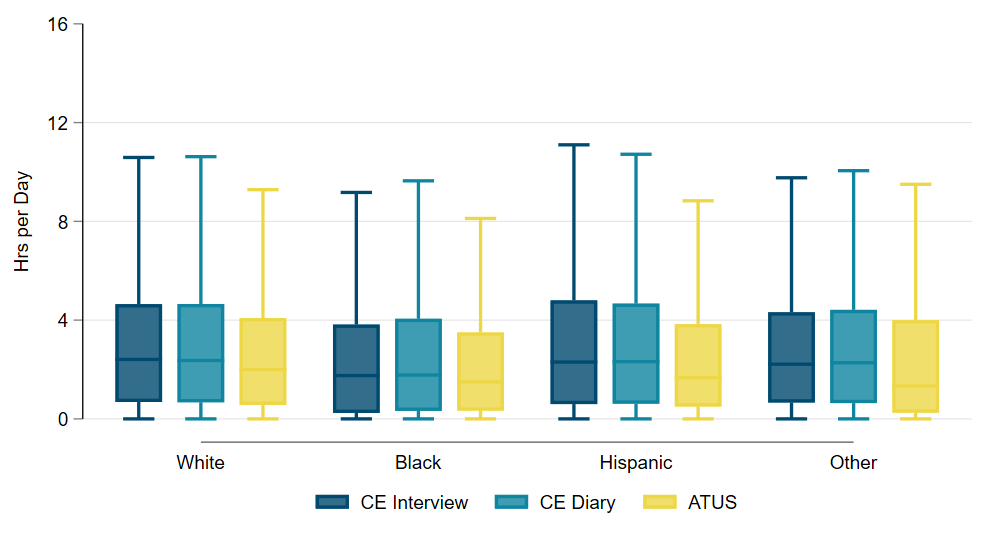 16
12
8
4
0
Hrs per Day
White Black Hispanic Other
CE Interview CE Diary ATUS